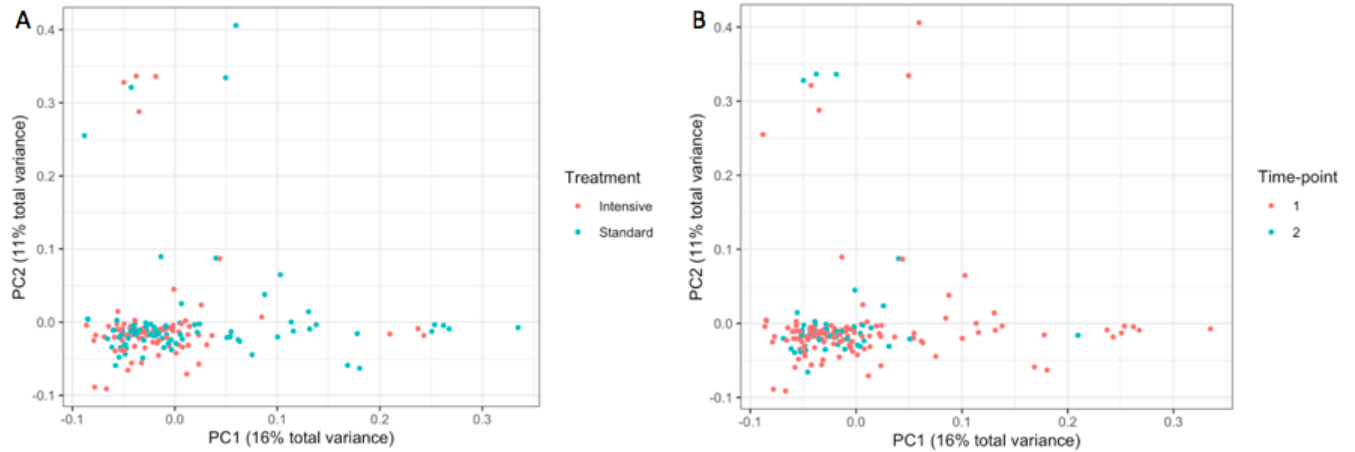 A
0.4
0.3
0.2
0.1
0.0
-0.1
PC2 (11% total variance)
-0.1 0.0 0.1 0.2 0.3
PC1 (16% total variance)
Treatment
Intensive
Standard
B
0.4
0.3
0.2
0.1
0.0
-0.1
PC2 (11% total variance)
-0.1 0.0 0.1 0.2 0.3
PC1 (16% total variance)
Time-point
1
2